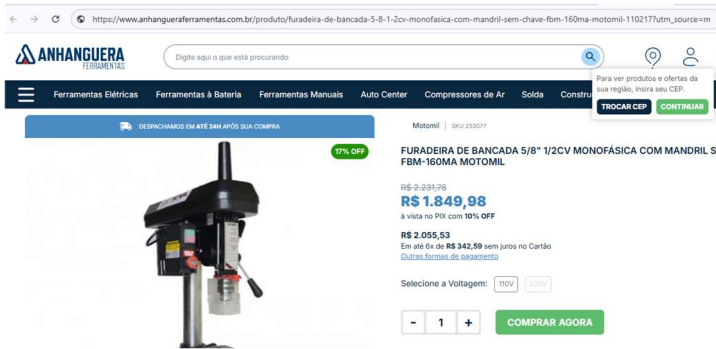 https://www.anhangueraferramentas.com.br/produto/furadeira-de-bancada-5-8-1-2cv-monofasica-com-mandril-sem-chave-fbm-160ma-motomil-110217?utm_source=m
ANHANGUERA
FERRAMENTAS
Digite aqui o que está procurando
Para ver produtos e ofertas da
sua região, insira seu CEP.
TROCAR CEP CONTINUAR
Ferramentas Elétricas Ferramentas à Bateria Ferramentas Manuais Auto Center Compressores de Ar Solda Constru
DESPACHAMOS EM ATÉ 24H APÓS SUA COMPRA
Motomil | SKU 253077
17% OFF
FURADEIRA DE BANCADA 5/8" 1/2CV MONOFÁSICA COM MANDRIL S
FBM-160MA MOTOMIL
R$ 2.231,78
R$ 1.849,98
à vista no PIX com 10% OFF
R$ 2.055,53
Em até 6x de R$ 342,59 sem juros no Cartão
Outras formas de pagamento
Selecione a Voltagem: 110V 220V
- 1 +
COMPRAR AGORA